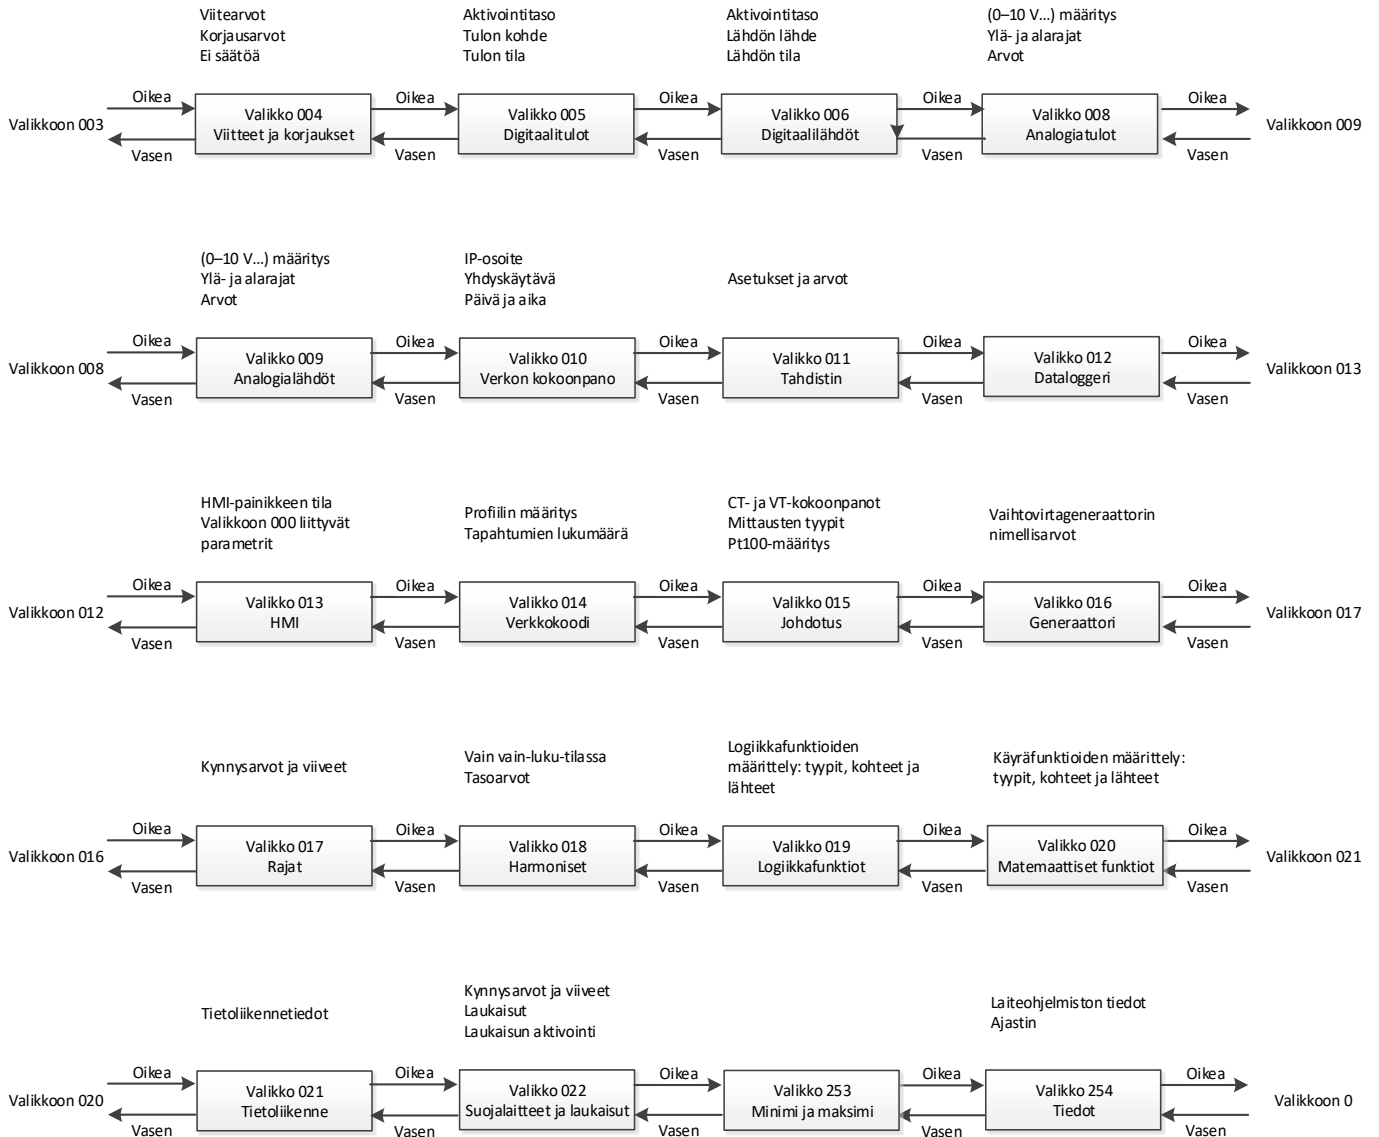 Viitearvot
Korjausarvot
Ei säätöä
Aktivointitaso
Tulon kohde
Tulon tila
Aktivointitaso
Lähdön lähde
Lähdön tila
(0–10 V...) määritys
Ylä- ja alarajat
Arvot
Valikkoon 003
Oikea
Vasen
Valikko 004
Viitteet ja korjaukset
Oikea
Vasen
Valikko 005
Digitaalitulot
Oikea
Vasen
Valikko 006
Digitaalilähdöt
Oikea
Vasen
Valikko 008
Analogiatulot
Oikea
Vasen
Valikkoon 009
(0–10 V...) määritys
Ylä- ja alarajat
Arvot
IP-osoite
Yhdyskäytävä
Päivä ja aika
Asetukset ja arvot
Valikkoon 008
Oikea
Vasen
Valikko 009
Analogialähdöt
Oikea
Vasen
Valikko 010
Verkon kokoonpano
Oikea
Vasen
Valikko 011
Tahdistin
Oikea
Vasen
Valikko 012
Dataloggeri
Oikea
Vasen
Valikkoon 013
HMI-painikkeen tila
Valikkoon 000 liittyvät
parametrit
Profiilin määritys
Tapahtumien lukumäärä
CT- ja VT-kokoonpanot
Mittausten tyypit
Pt100-määritys
Vaihtovirtageneraattorin
nimellisarvot
Valikkoon 012
Oikea
Vasen
Valikko 013
HMI
Oikea
Vasen
Valikko 014
Verkkokoodi
Oikea
Vasen
Valikko 015
Johdotus
Oikea
Vasen
Valikko 016
Generaattori
Oikea
Vasen
Valikkoon 017
Kynnysarvot ja viiveet
Vain vain-luku-tilassa
Tasoarvot
Logiikkafunktioiden
määrittely: tyypit, kohteet ja
lähteet
Käyräfunktioiden määrittely:
tyypit, kohteet ja lähteet
Valikkoon 016
Oikea
Vasen
Valikko 017
Rajat
Oikea
Vasen
Valikko 018
Harmoniset
Oikea
Vasen
Valikko 019
Logiikkafunktiot
Oikea
Vasen
Valikko 020
Matemaattiset funktiot
Oikea
Vasen
Valikkoon 021
Tietoliikennetiedot
Kynnysarvot ja viiveet
Laukaisut
Laukaisun aktivointi
Laiteohjelmiston tiedot
Ajastin
Valikkoon 020
Oikea
Vasen
Valikko 021
Tietoliikenne
Oikea
Vasen
Valikko 022
Suojalaitteet ja laukaisut
Oikea
Vasen
Valikko 253
Minimi ja maksimi
Oikea
Vasen
Valikko 254
Tiedot
Oikea
Vasen
Valikkoon 0